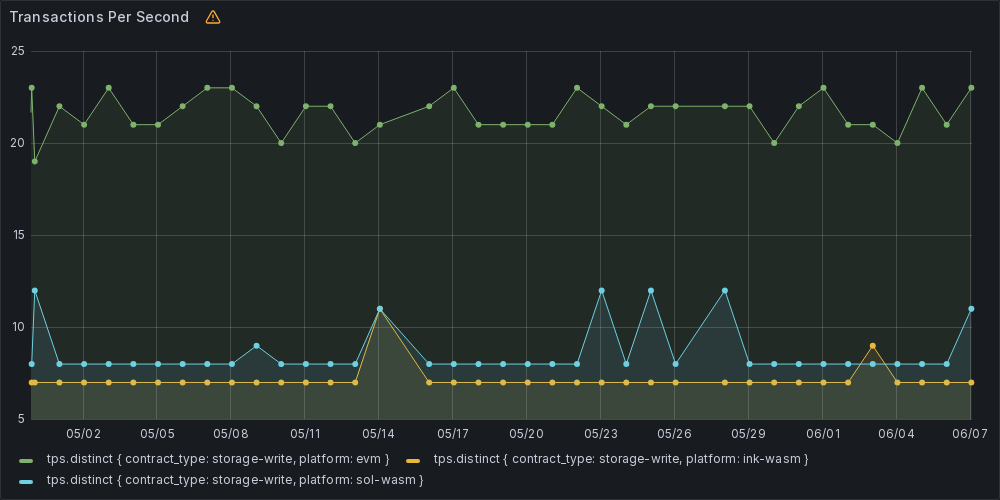 Transactions Per Second
25
20
15
10
5
05/02 05/05 05/08 05/11 05/14 05/17 05/20 05/23 05/26 05/29 06/01 06/04 06/07
tps.distinct { contract_type: storage-write, platform: evm } tps.distinct { contract_type: storage-write, platform: ink-wasm }
tps.distinct { contract_type: storage-write, platform: sol-wasm }